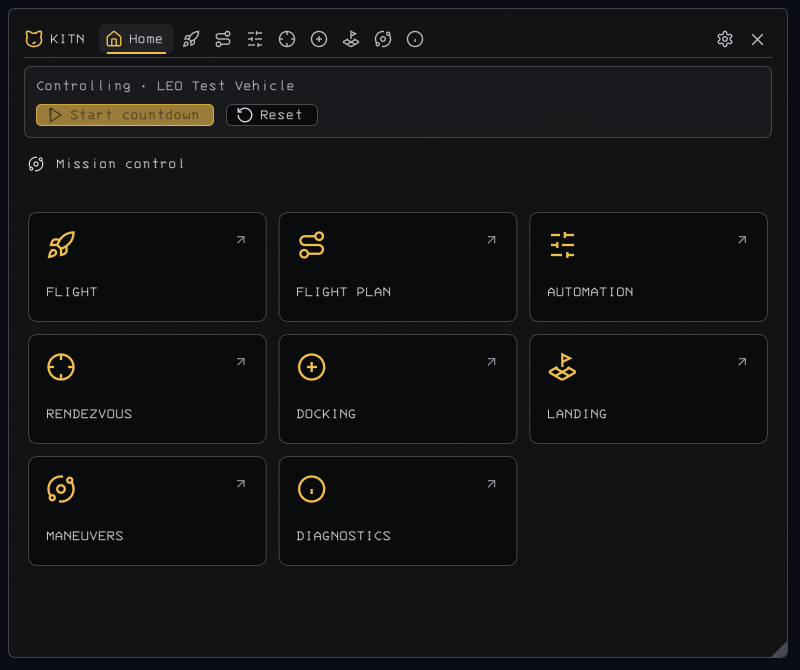 KITN Home
Controlling · LEO Test Vehicle
Start countdown Reset
Mission control
FLIGHT FLIGHT PLAN AUTOMATION
RENDEZVOUS DOCKING LANDING
MANEUVERS DIAGNOSTICS